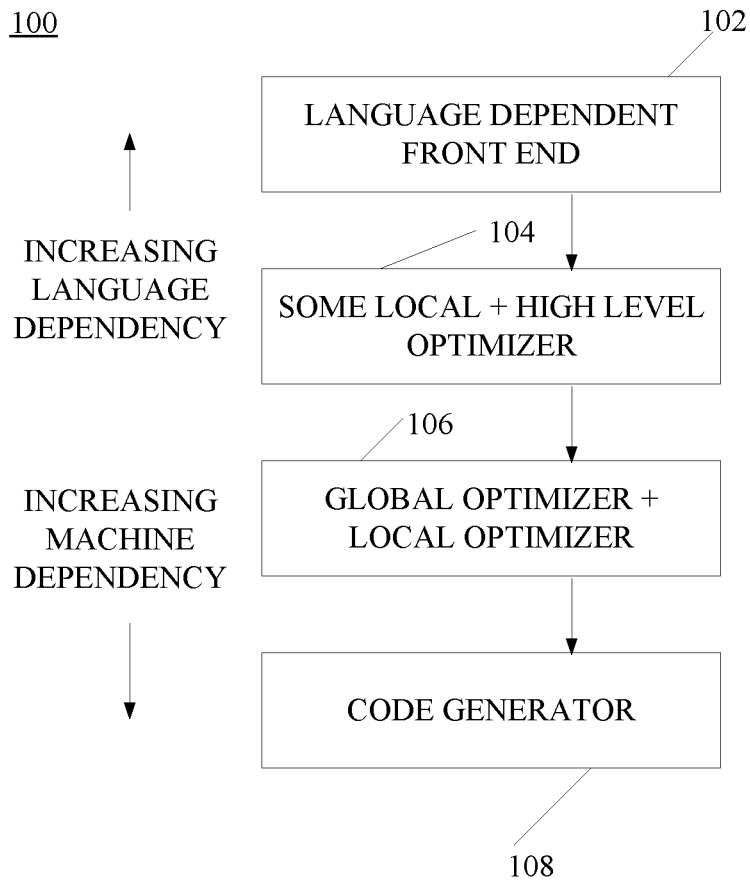 100
102
LANGUAGE DEPENDENT
FRONT END
104
INCREASING
LANGUAGE
DEPENDENCY
SOME LOCAL + HIGH LEVEL
OPTIMIZER
106
INCREASING
MACHINE
DEPENDENCY
GLOBAL OPTIMIZER +
LOCAL OPTIMIZER
CODE GENERATOR
108